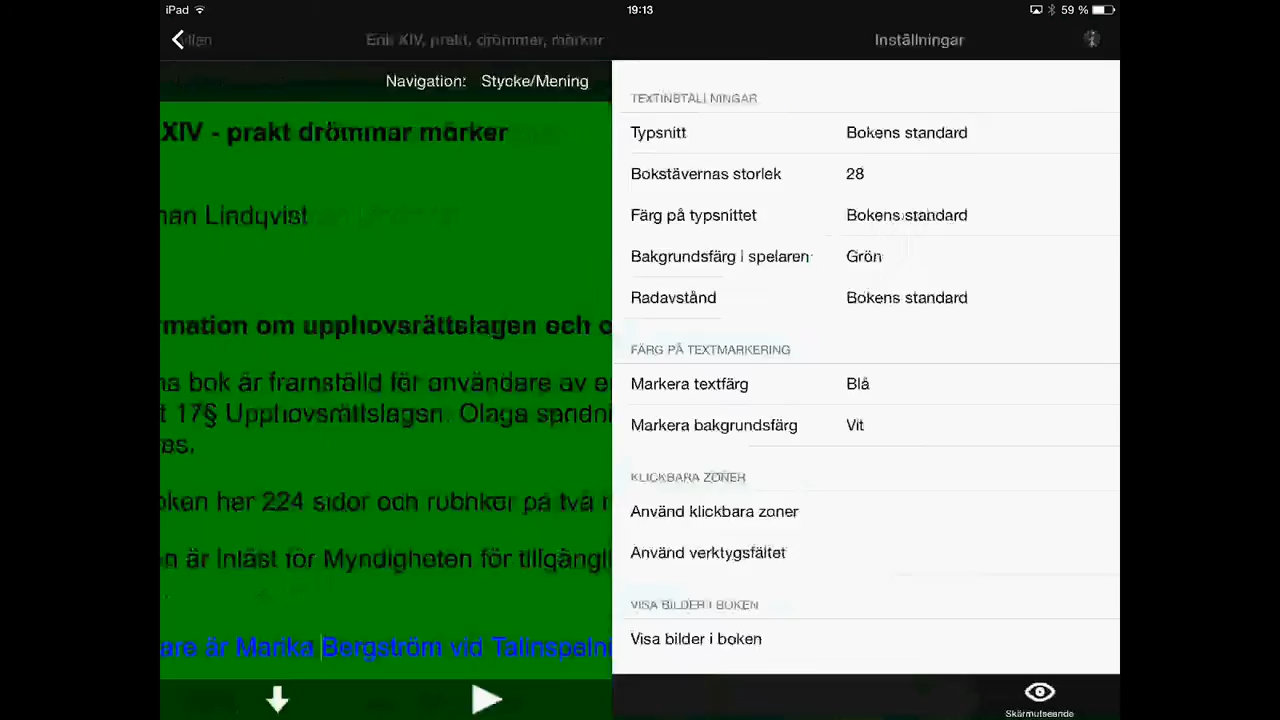 iPad 19:13 59 %
Erik XIV, prakt, drömmar, mörker
Inställningar
Navigation: Stycke/Mening
XIV - prakt drömmar mörker
man Lindqvist
rmation om upphovsrättslagen och
na bok är framställd för användare av e
t 17§ Upphovsrättslagen. Olaga spridni
es.
oken har 224 sidor och rubriker på två n
n är inläst för Myndigheten för tillgängli
are är Marika Bergström vid Talinspelni
TEXTINSTÄLLNINGAR
Typsnitt Bokens standard
Bokstävernas storlek 28
Färg på typsnittet Bokens standard
Bakgrundsfärg i spelaren Grön
Radavstånd Bokens standard
FÄRG PÅ TEXTMARKERING
Markera textfärg Blå
Markera bakgrundsfärg Vit
KLICKBARA ZONER
Använd klickbara zoner
Använd verktygsfältet
VISA BILDER I BOKEN
Visa bilder i boken
Skärmutseende